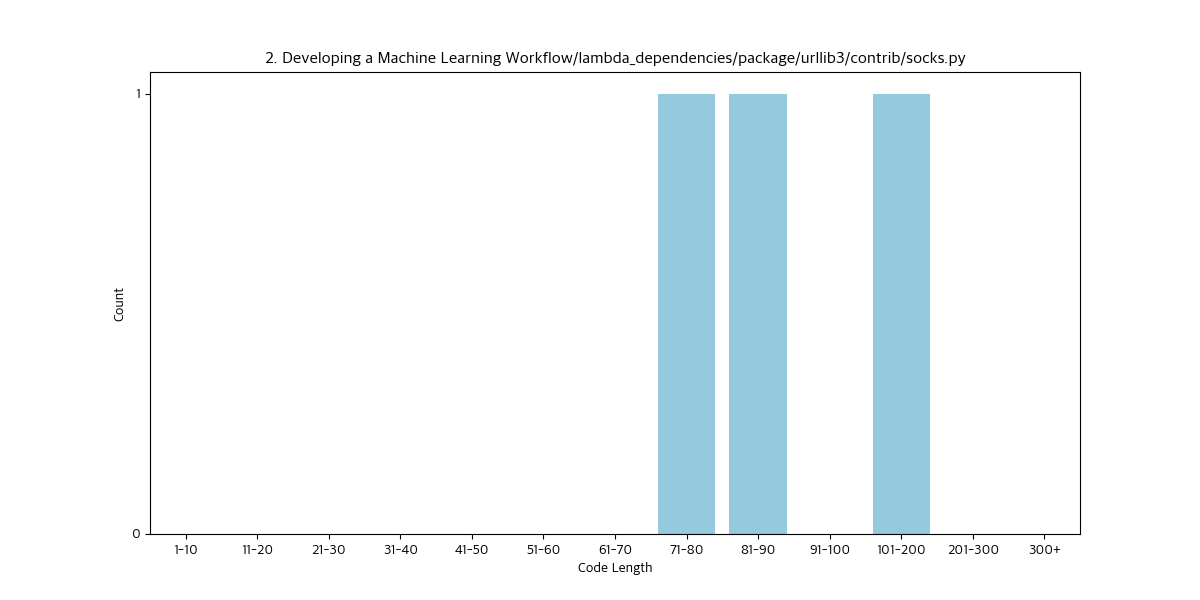 2. Developing a Machine Learning Workflow/lambda_dependencies/package/urllib3/contrib/socks.py
1
Count
0
1-10 11-20 21-30 31-40 41-50 51-60 61-70 71-80 81-90 91-100 101-200 201-300 300+
Code Length